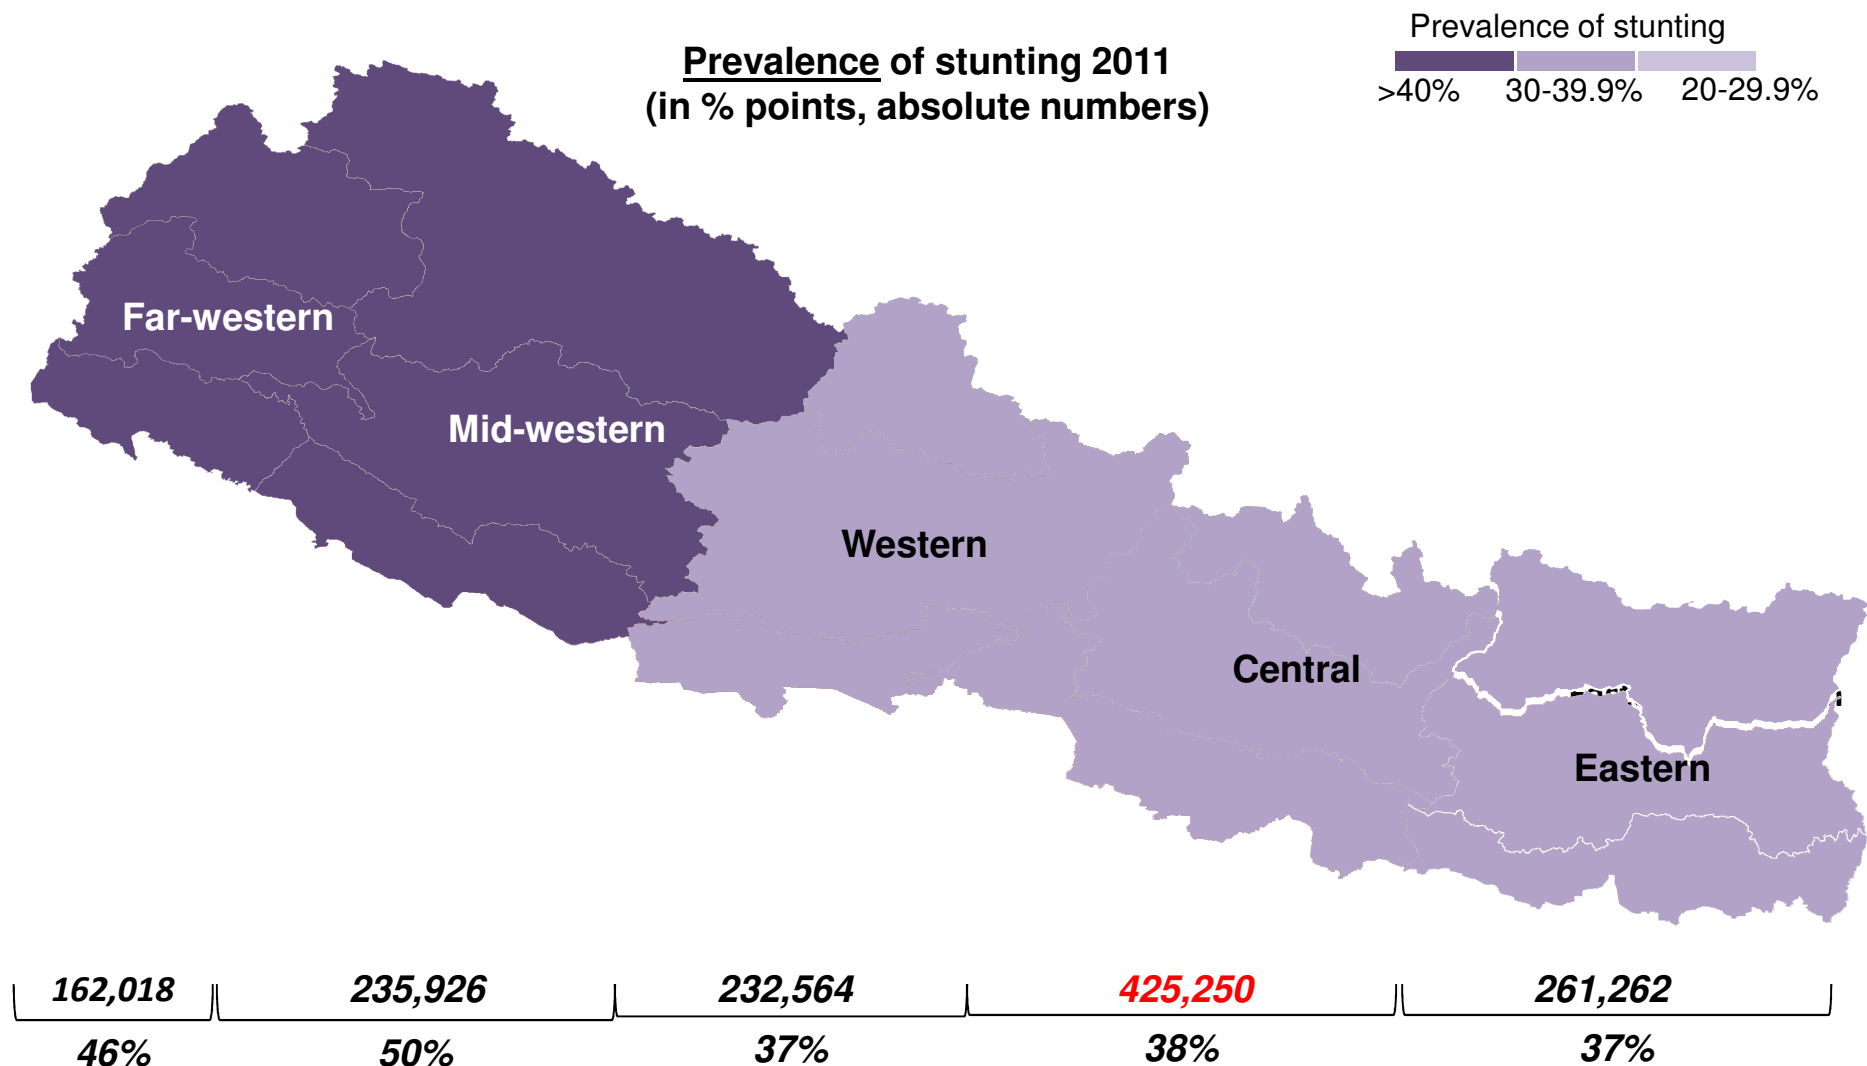 Prevalence of stunting 2011
(in % points, absolute numbers)
Prevalence of stunting
>40% 30-39.9% 20-29.9%
Far-western
Mid-western
Western
Central
Eastern
162,018 235,926 232,564 425,250 261,262
46% 50% 37% 38% 37%